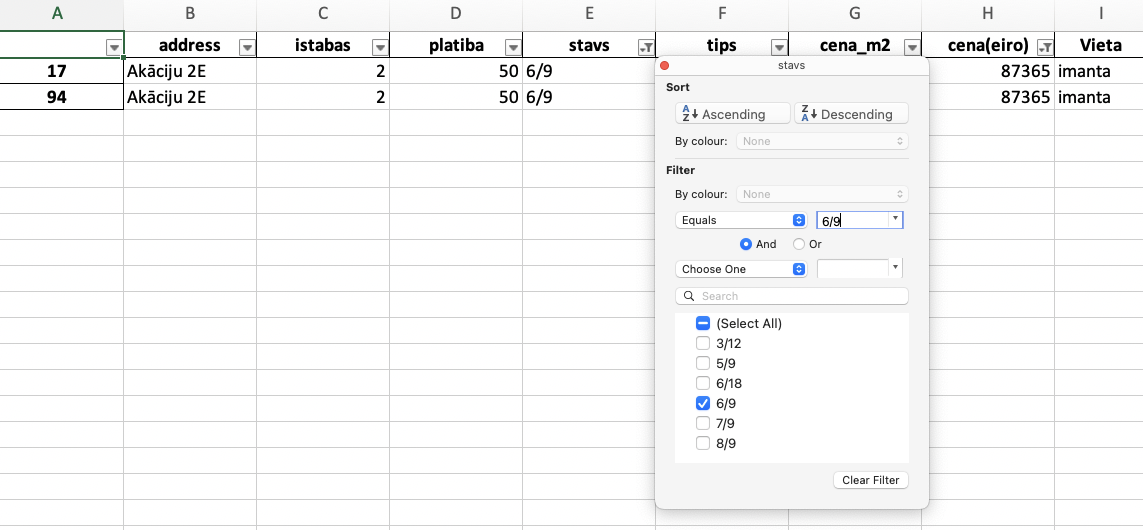 A B C D E F G H I
address istabas platiba stavs tips cena_m2 cena(eiro) Vieta
17 Akāciju 2E 2 50 6/9 87365 imanta
94 Akāciju 2E 2 50 6/9 87365 imanta
stavs
Sort
A Z Ascending Z A Descending
By colour: None
Filter
By colour: None
Equals 6/9
And Or
Choose One
Search
(Select All)
3/12
5/9
6/18
6/9
7/9
8/9
Clear Filter